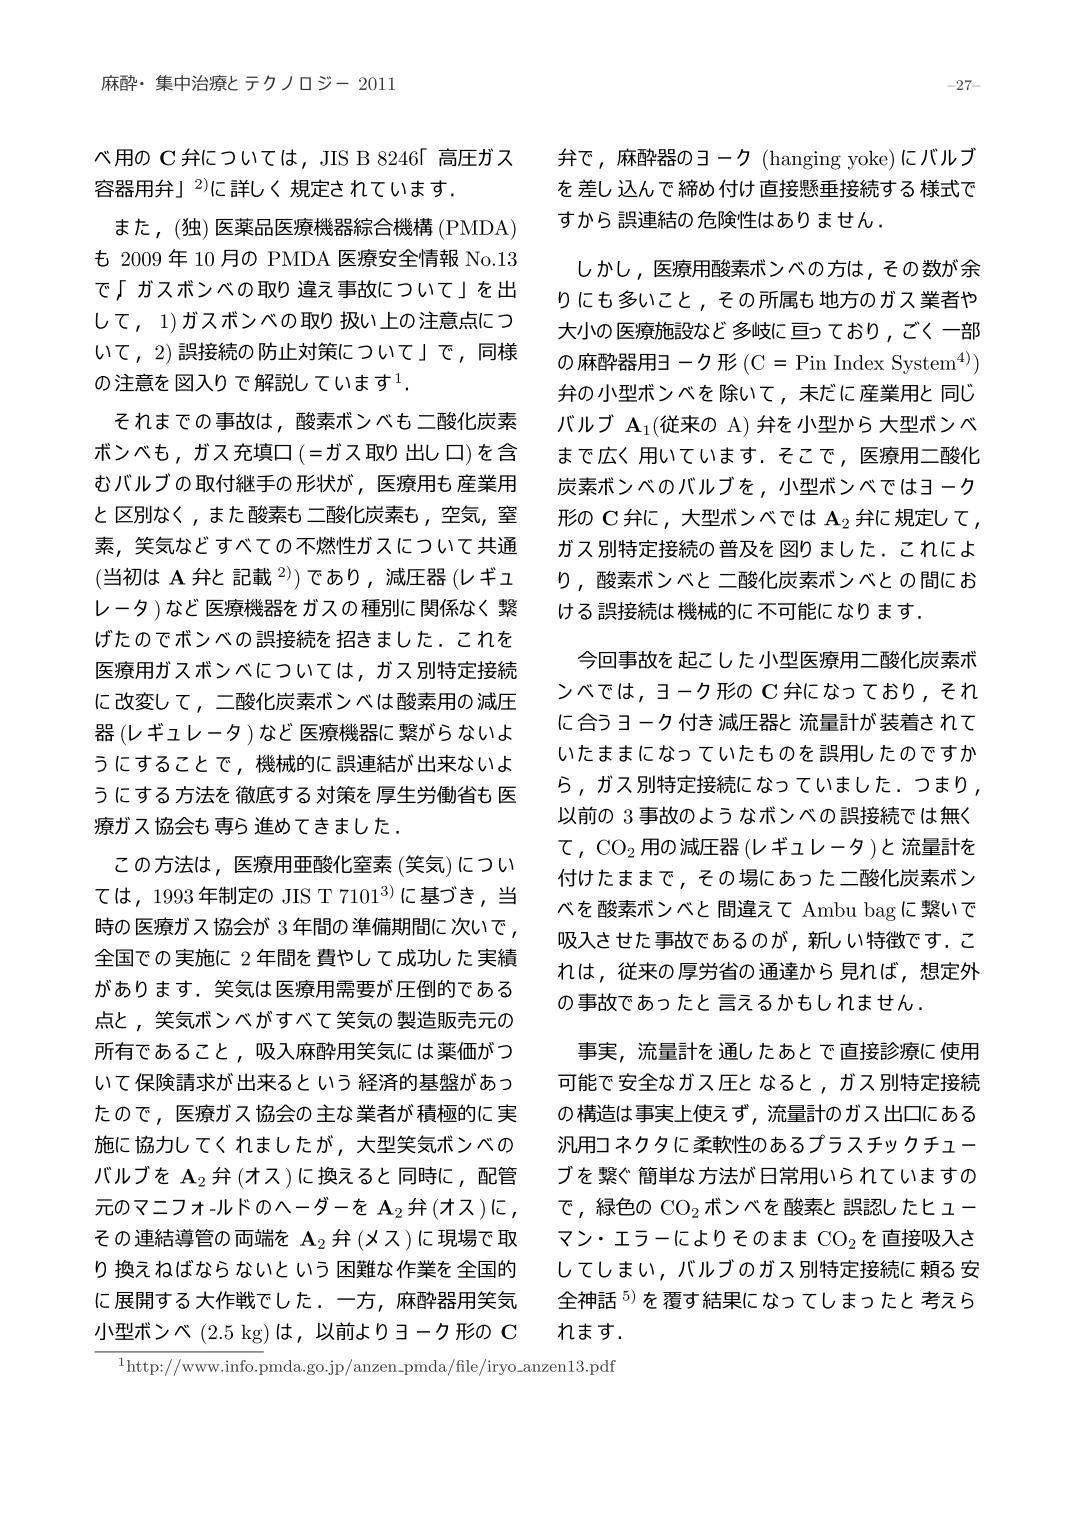 麻酔・集中治療とテクノロジー 2011
–27–
ベ用の C 弁については，JIS B 8246「高圧ガス
容器用弁」2)に詳しく規定されています．
また，(独) 医薬品医療機器綜合機構 (PMDA)
も 2009 年 10 月の PMDA 医療安全情報 No.13
で，「ガスボンベの取り違え事故について」を出
して，1)ガスボンベの取り扱い上の注意点につ
いて，2) 誤接続の防止対策について」で，同様
の注意を図入りで解説しています1．
それまでの事故は，酸素ボンベも二酸化炭素
ボンベも，ガス充填口 (=ガス取り出し口) を含
むバルブの取付継手の形状が，医療用も産業用
と区別なく，また酸素も二酸化炭素も，空気，窒
素，笑気などすべての不燃性ガスについて共通
(当初は A 弁と記載 2)) であり，減圧器 (レギュ
レータ) など医療機器をガスの種別に関係なく繋
げたのでボンベの誤接続を招きました．これを
医療用ガスボンベについては，ガス別特定接続
に改変して，二酸化炭素ボンベは酸素用の減圧
器 (レギュレータ) など医療機器に繋がらないよ
うにすることで，機械的に誤連結が出来ないよ
うにする方法を徹底する対策を厚生労働省も医
療ガス協会も専ら進めてきました．
この方法は，医療用亜酸化窒素 (笑気) につい
ては，1993 年制定の JIS T 71013) に基づき，当
時の医療ガス協会が 3 年間の準備期間に次いで，
全国での実施に 2 年間を費やして成功した実績
があります．笑気は医療用需要が圧倒的である
点と，笑気ボンベがすべて笑気の製造販売元の
所有であること，吸入麻酔用笑気には薬価がつ
いて保険請求が出来るという経済的基盤があっ
たので，医療ガス協会の主な業者が積極的に実
施に協力してくれましたが，大型笑気ボンベの
バルブを A2 弁 (オス) に換えると同時に，配管
元のマニフォ-ルドのヘーダーを A2 弁 (オス) に，
その連結導管の両端を A2 弁 (メス) に現場で取
り換えねばならないという困難な作業を全国的
に展開する大作戦でした．一方，麻酔器用笑気
小型ボンベ (2.5 kg) は，以前よりヨーク形の C
弁で，麻酔器のヨーク (hanging yoke) にバルブ
を差し込んで締め付け直接懸垂接続する様式で
すから誤連結の危険性はありません．
しかし，医療用酸素ボンベの方は，その数が余
りにも多いこと，その所属も地方のガス業者や
大小の医療施設など多岐に亘っており，ごく一部
の麻酔器用ヨーク形 (C = Pin Index System4))
弁の小型ボンベを除いて，未だに産業用と同じ
バルブ A1(従来の A) 弁を小型から大型ボンベ
まで広く用いています．そこで，医療用二酸化
炭素ボンベのバルブを，小型ボンベではヨーク
形の C 弁に，大型ボンベでは A2 弁に規定して，
ガス別特定接続の普及を図りました．これによ
り，酸素ボンベと二酸化炭素ボンベとの間にお
ける誤接続は機械的に不可能になります．
今回事故を起こした小型医療用二酸化炭素ボ
ンベでは，ヨーク形の C 弁になっており，それ
に合うヨーク付き減圧器と流量計が装着されて
いたままになっていたものを誤用したのですか
ら，ガス別特定接続になっていました．つまり，
以前の 3 事故のようなボンベの誤接続では無く
て，CO2 用の減圧器 (レギュレータ) と流量計を
付けたままで，その場にあった二酸化炭素ボン
ベを酸素ボンベと間違えて Ambu bag に繋いで
吸入させた事故であるのが，新しい特徴です．こ
れは，従来の厚労省の通達から見れば，想定外
の事故であったと言えるかもしれません．
事実，流量計を通したあとで直接診療に使用
可能で安全なガス圧となると，ガス別特定接続
の構造は事実上使えず，流量計のガス出口にある
汎用コネクタに柔軟性のあるプラスチックチュー
ブを繋ぐ簡単な方法が日常用いられていますの
で，緑色の CO2 ボンベを酸素と誤認したヒュー
マン・エラーによりそのまま CO2 を直接吸入さ
してしまい，バルブのガス別特定接続に頼る安
全神話 5) を覆す結果になってしまったと考えら
れます．
1http://www.info.pmda.go.jp/anzen_pmda/file/iryo_anzen13.pdf